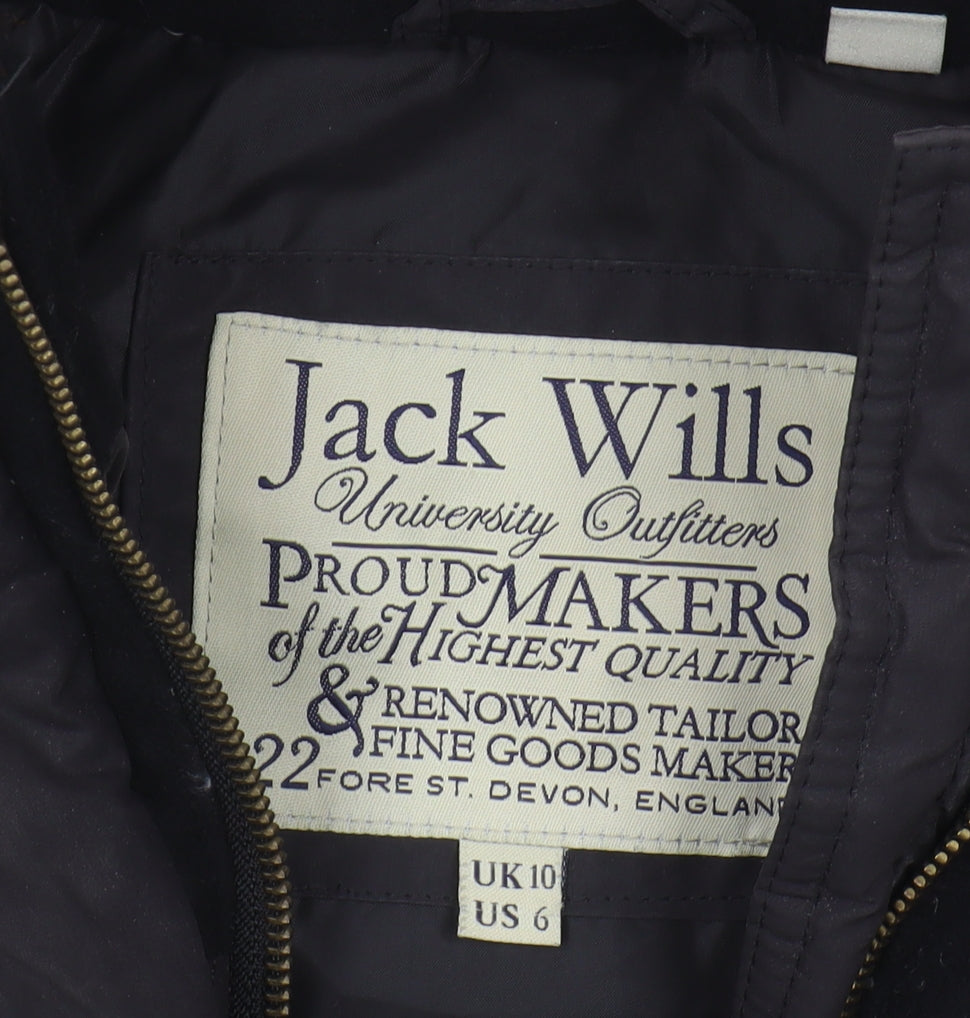 Jack Wills
University Outfitters
PROUD MAKERS
of the HIGHEST QUALITY
& RENOWNED TAILOR
FINE GOODS MAKER
22 FORE ST. DEVON, ENGLAND
UK 10
US 6